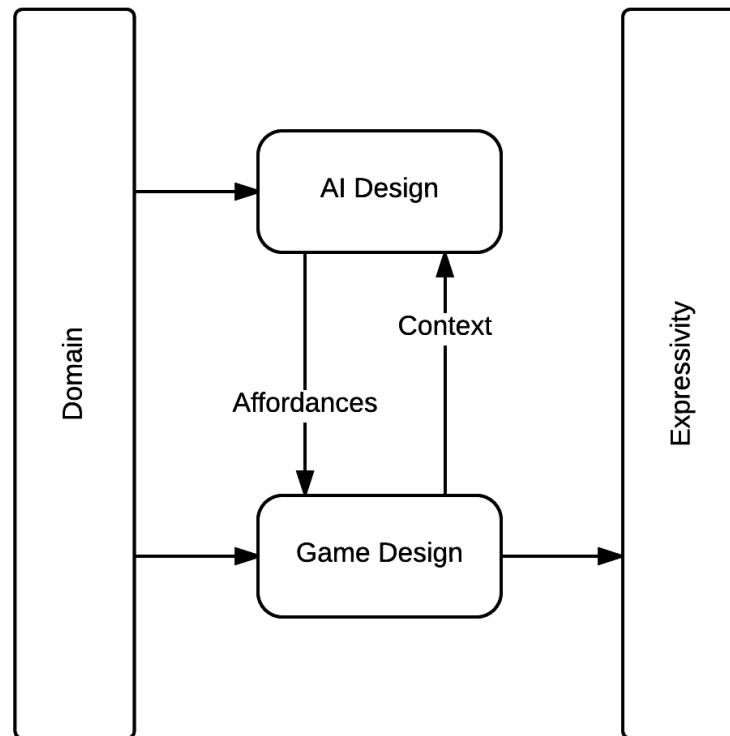 Domain
AI Design
Context
Affordances
Game Design
Expressivity